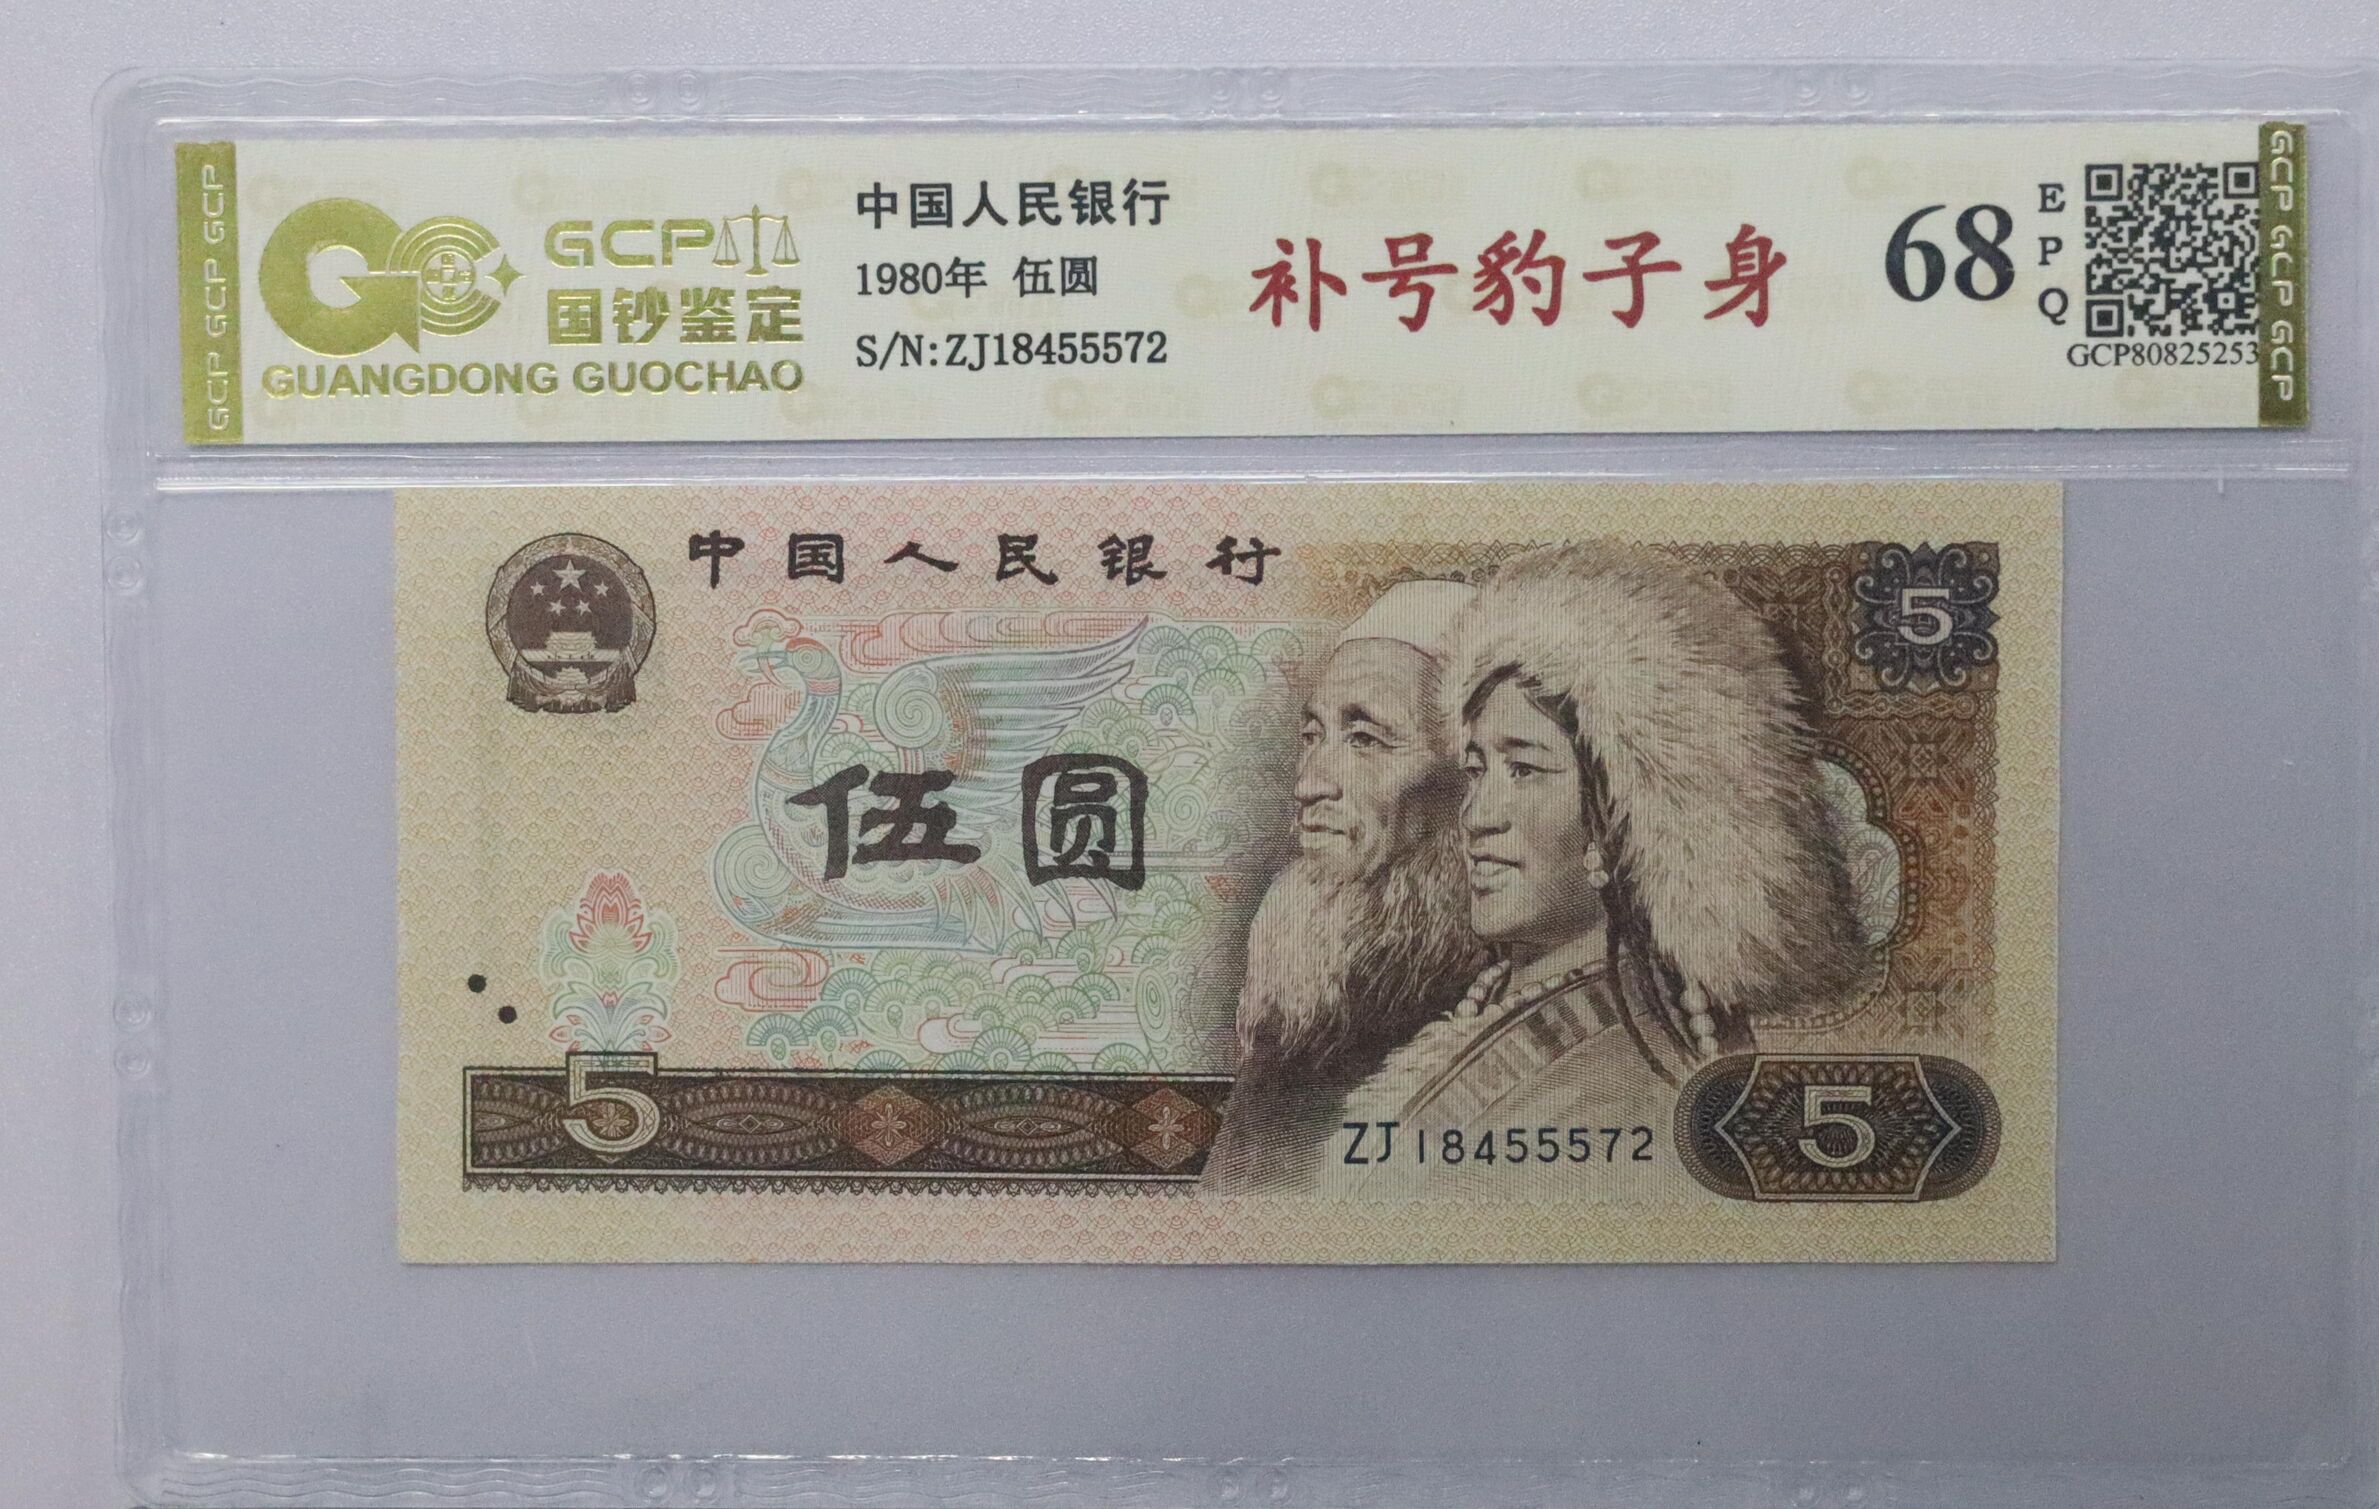 GCP GCP GCP
GCP
国钞鉴定
GUANGDONG GUOCHAO
中国人民银行
1980年 伍圆
S/N:ZJ18455572
补号豹子身
68
E
P
Q
GCP80825253
GCP GCP GCP
中国人民银行
5
伍圆
5
ZJ18455572
5